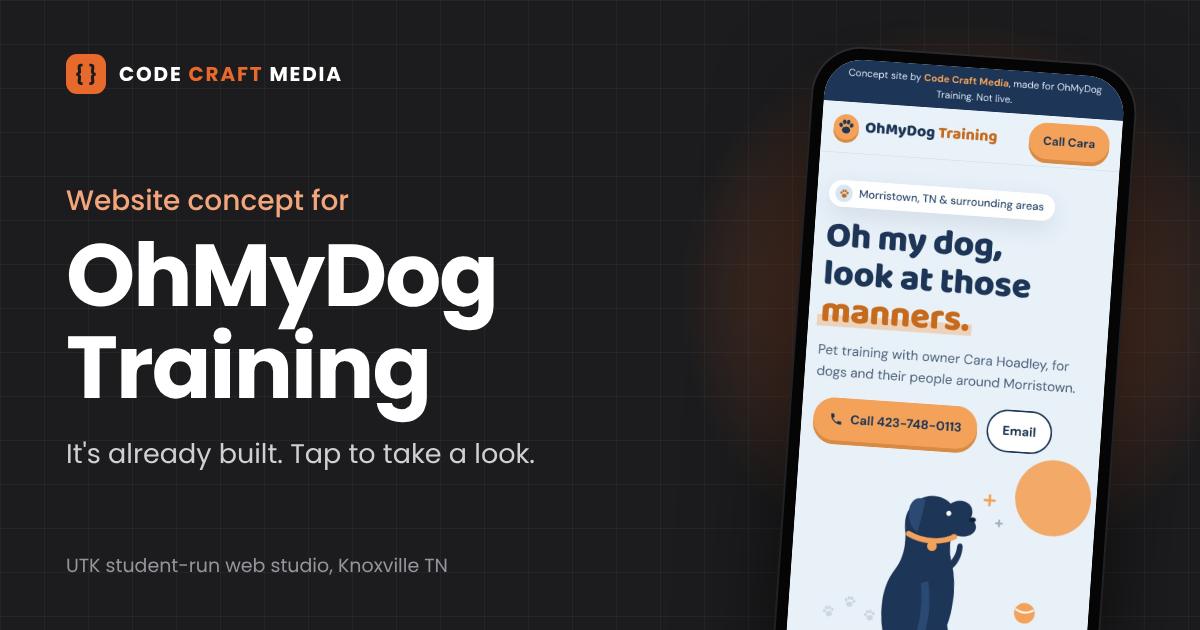 { } CODE CRAFT MEDIA
Website concept for
OhMyDog
Training
It's already built. Tap to take a look.
UTK student-run web studio, Knoxville TN
Concept site by Code Craft Media, made for OhMyDog
Training. Not live.
OhMyDog Training
Call Cara
Morristown, TN & surrounding areas
Oh my dog,
look at those
manners.
Pet training with owner Cara Hoadley, for
dogs and their people around Morristown.
Call 423-748-0113
Email